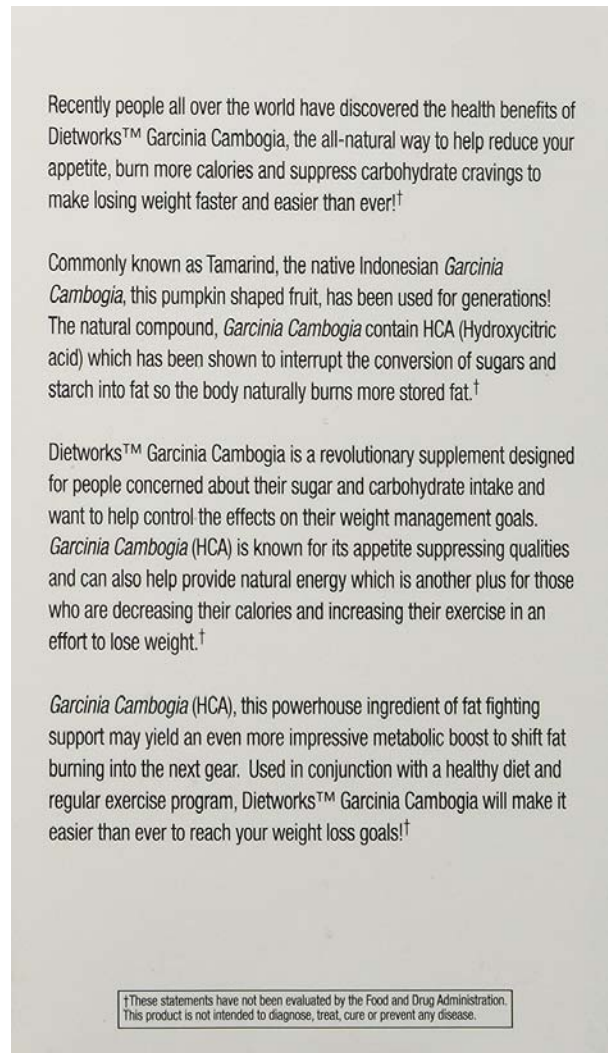 Recently people all over the world have discovered the health benefits of
Dietworks™ Garcinia Cambogia, the all-natural way to help reduce your
appetite, burn more calories and suppress carbohydrate cravings to
make losing weight faster and easier than ever!†
Commonly known as Tamarind, the native Indonesian Garcinia
Cambogia, this pumpkin shaped fruit, has been used for generations!
The natural compound, Garcinia Cambogia contain HCA (Hydroxycitric
acid) which has been shown to interrupt the conversion of sugars and
starch into fat so the body naturally burns more stored fat.†
Dietworks™ Garcinia Cambogia is a revolutionary supplement designed
for people concerned about their sugar and carbohydrate intake and
want to help control the effects on their weight management goals.
Garcinia Cambogia (HCA) is known for its appetite suppressing qualities
and can also help provide natural energy which is another plus for those
who are decreasing their calories and increasing their exercise in an
effort to lose weight.†
Garcinia Cambogia (HCA), this powerhouse ingredient of fat fighting
support may yield an even more impressive metabolic boost to shift fat
burning into the next gear. Used in conjunction with a healthy diet and
regular exercise program, Dietworks™ Garcinia Cambogia will make it
easier than ever to reach your weight loss goals!†
†These statements have not been evaluated by the Food and Drug Administration.
This product is not intended to diagnose, treat, cure or prevent any disease.